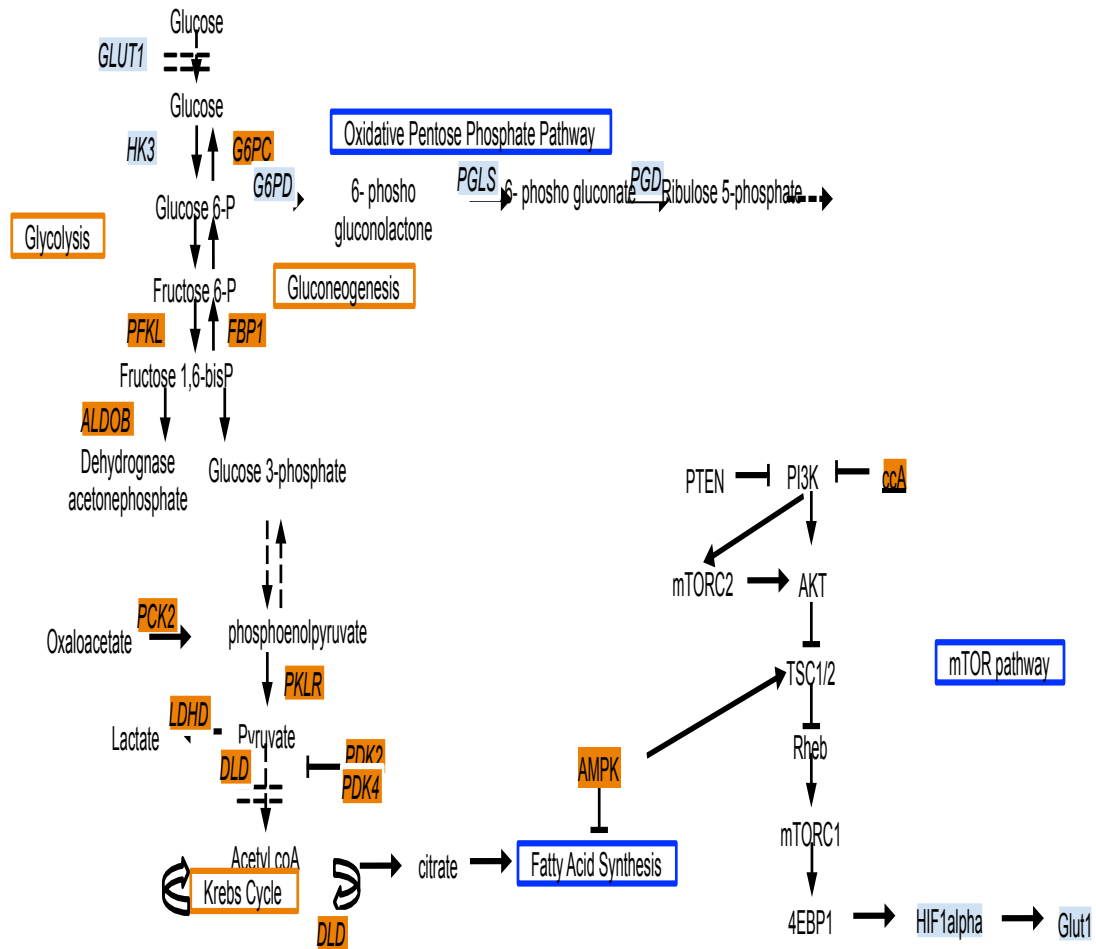 Glucose
GLUT1
Glucose
Oxidative Pentose Phosphate Pathway
HK3
G6PC
G6PD
6- phosho
gluconolactone
PGLS
6- phosho gluconate
PGD
Ribulose 5-phosphate
Glucose 6-P
Glycolysis
Fructose 6-P
Gluconeogenesis
PFKL
FBP1
Fructose 1,6-bisP
ALDOB
Dehydrognase
acetonephosphate
Glucose 3-phosphate
PTEN
PI3K
ccA
mTORC2
AKT
PCK2
Oxaloacetate
phosphoenolpyruvate
TSC1/2
mTOR pathway
PKLR
LDHD
Lactate
Pyruvate
Rheb
DLD
PDK2
PDK4
AMPK
mTORC1
Acetyl coA
Krebs Cycle
citrate
Fatty Acid Synthesis
DLD
4EBP1
HIF1alpha
Glut1